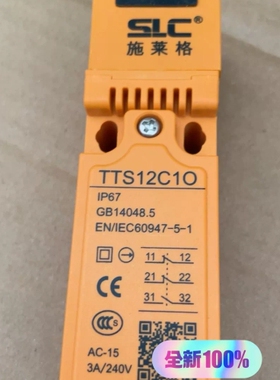 SLC®
施莱格
TTS12C1O
IP67
GB14048.5
EN/IEC60947-5-1
11 12
21 22
31 32
CE
CCC
AC-15
3A/240V
全新100%